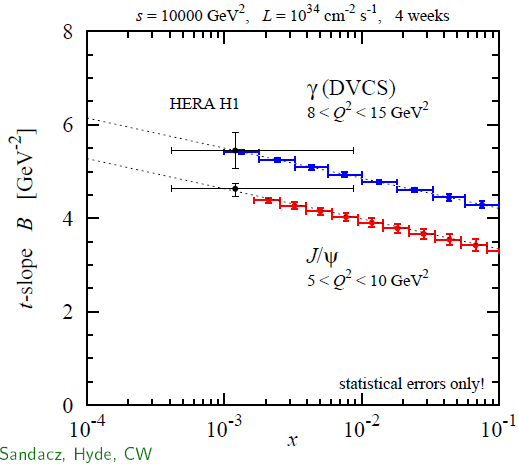 s = 10000 GeV², L = 10³⁴ cm⁻² s⁻¹, 4 weeks
8
6
4
2
0
t-slope B [GeV⁻²]
HERA H1
γ (DVCS)
8 < Q² < 15 GeV²
J/ψ
5 < Q² < 10 GeV²
statistical errors only!
10⁻⁴
10⁻³
10⁻²
10⁻¹
x
Sandacz, Hyde, CW